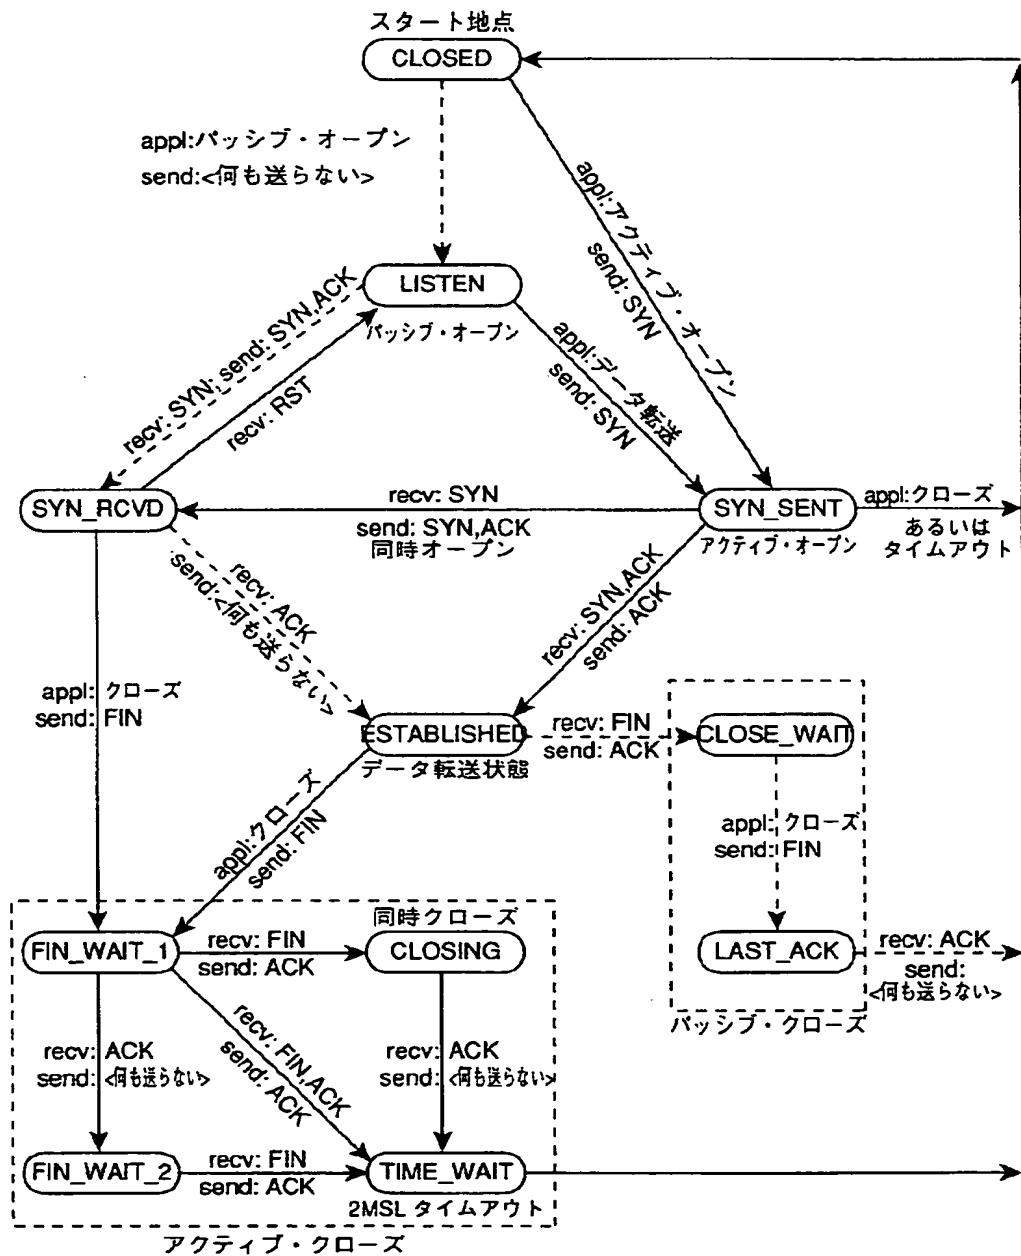 スタート地点
CLOSED
appl:パッシブ・オープン
send:<何も送らない>
appl:アクティブ・オープン
send: SYN
LISTEN
パッシブ・オープン
recv: SYN; send: SYN,ACK
recv: RST
appl:データ転送
send: SYN
SYN_RCVD
recv: SYN
send: SYN,ACK
同時オープン
SYN_SENT
アクティブ・オープン
appl:クローズ
あるいは
タイムアウト
recv: ACK
send:<何も送らない>
recv: SYN,ACK
send: ACK
appl: クローズ
send: FIN
ESTABLISHED
データ転送状態
recv: FIN
send: ACK
CLOSE_WAIT
appl:クローズ
send: FIN
appl: クローズ
send: FIN
同時クローズ
FIN_WAIT_1
recv: FIN
send: ACK
CLOSING
LAST_ACK
recv: ACK
send:
<何も送らない>
パッシブ・クローズ
recv: ACK
send: <何も送らない>
recv: FIN,ACK
send: ACK
recv: ACK
send: <何も送らない>
FIN_WAIT_2
recv: FIN
send: ACK
TIME_WAIT
2MSL タイムアウト
アクティブ・クローズ